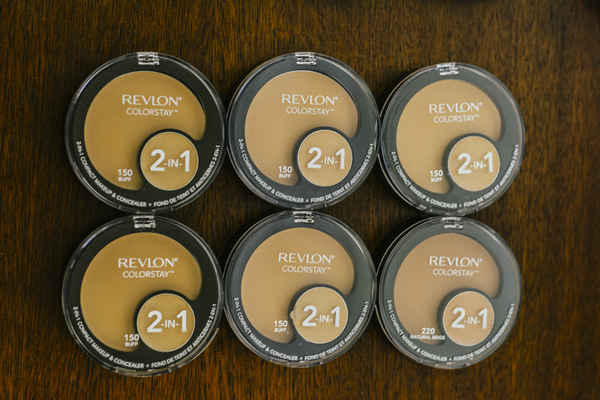 REVLON®
COLORSTAY™
2-IN-1
150
BUFF
2-IN-1 COMPACT MAKEUP & CONCEALER • FOND DE TEINT ET ANTICERNES 2-EN-1
REVLON®
COLORSTAY™
2-IN-1
150
BUFF
2-IN-1 COMPACT MAKEUP & CONCEALER • FOND DE TEINT ET ANTICERNES 2-EN-1
REVLON®
COLORSTAY™
2-IN-1
150
BUFF
2-IN-1 COMPACT MAKEUP & CONCEALER • FOND DE TEINT ET ANTICERNES 2-EN-1
REVLON®
COLORSTAY™
2-IN-1
150
BUFF
2-IN-1 COMPACT MAKEUP & CONCEALER • FOND DE TEINT ET ANTICERNES 2-EN-1
REVLON®
COLORSTAY™
2-IN-1
150
BUFF
2-IN-1 COMPACT MAKEUP & CONCEALER • FOND DE TEINT ET ANTICERNES 2-EN-1
REVLON®
COLORSTAY™
2-IN-1
220
NATURAL BEIGE
2-IN-1 COMPACT MAKEUP & CONCEALER • FOND DE TEINT ET ANTICERNES 2-EN-1